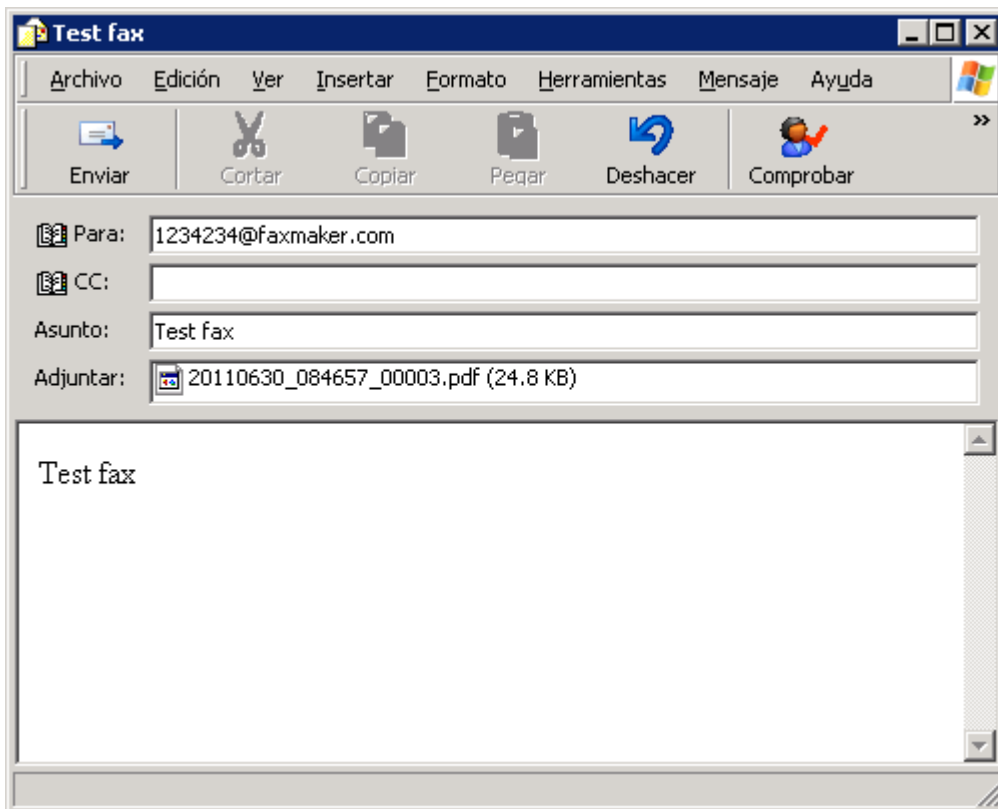 Test fax
Archivo Edición Ver Insertar Formato Herramientas Mensaje Ayuda
»
Enviar Cortar Copiar Pegar Deshacer Comprobar
Para: 1234234@faxmaker.com
CC:
Asunto: Test fax
Adjuntar: 20110630_084657_00003.pdf (24.8 KB)
Test fax